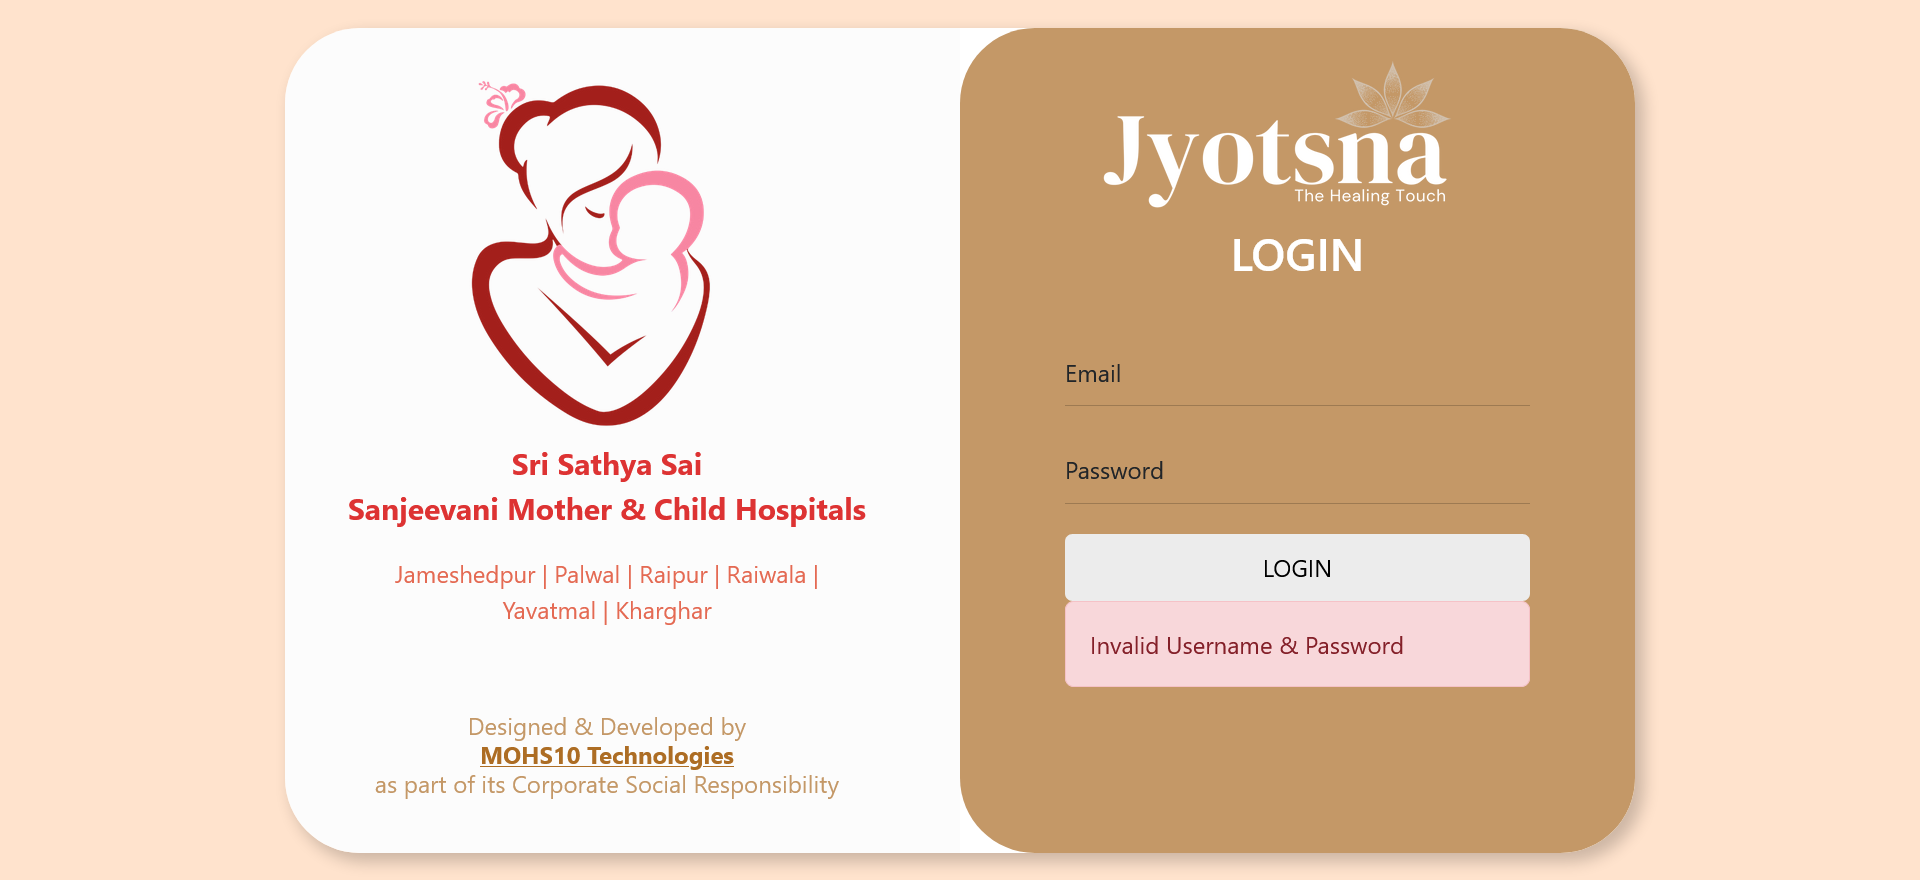 Sri Sathya Sai
Sanjeevani Mother & Child Hospitals
Jameshedpur | Palwal | Raipur | Raiwala |
Yavatmal | Kharghar
Designed & Developed by
MOHS10 Technologies
as part of its Corporate Social Responsibility
Jyotsna
The Healing Touch
LOGIN
Email
Password
LOGIN
Invalid Username & Password